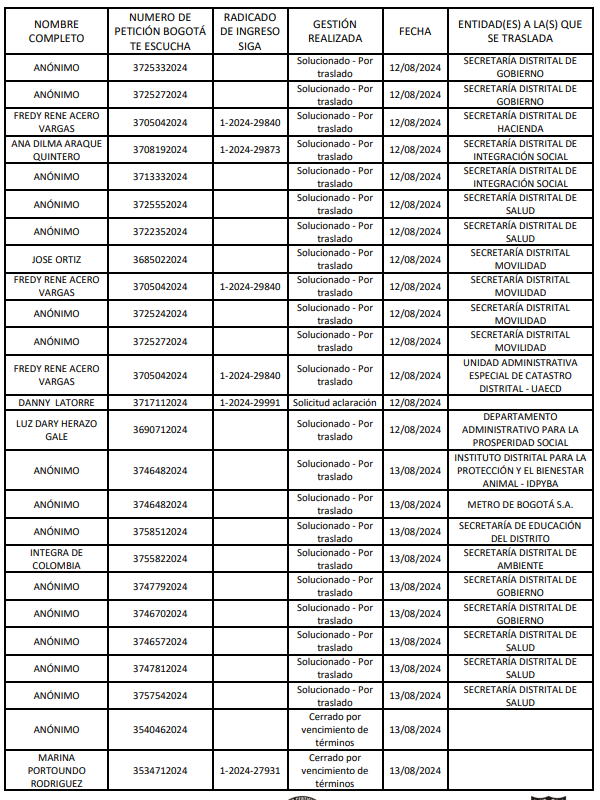 NOMBRE COMPLETO NUMERO DE PETICIÓN BOGOTÁ TE ESCUCHA RADICADO DE INGRESO SIGA GESTIÓN REALIZADA FECHA ENTIDAD(ES) A LA(S) QUE SE TRASLADA
ANÓNIMO 3725332024 Solucionado - Por traslado 12/08/2024 SECRETARÍA DISTRITAL DE GOBIERNO
ANÓNIMO 3725272024 Solucionado - Por traslado 12/08/2024 SECRETARÍA DISTRITAL DE GOBIERNO
FREDY RENE ACERO VARGAS 3705042024 1-2024-29840 Solucionado - Por traslado 12/08/2024 SECRETARÍA DISTRITAL DE HACIENDA
ANA DILMA ARAQUE QUINTERO 3708192024 1-2024-29873 Solucionado - Por traslado 12/08/2024 SECRETARÍA DISTRITAL DE INTEGRACIÓN SOCIAL
ANÓNIMO 3713332024 Solucionado - Por traslado 12/08/2024 SECRETARÍA DISTRITAL DE INTEGRACIÓN SOCIAL
ANÓNIMO 3725552024 Solucionado - Por traslado 12/08/2024 SECRETARÍA DISTRITAL DE SALUD
ANÓNIMO 3722352024 Solucionado - Por traslado 12/08/2024 SECRETARÍA DISTRITAL DE SALUD
JOSE ORTIZ 3685022024 Solucionado - Por traslado 12/08/2024 SECRETARÍA DISTRITAL MOVILIDAD
FREDY RENE ACERO VARGAS 3705042024 1-2024-29840 Solucionado - Por traslado 12/08/2024 SECRETARÍA DISTRITAL MOVILIDAD
ANÓNIMO 3725242024 Solucionado - Por traslado 12/08/2024 SECRETARÍA DISTRITAL MOVILIDAD
ANÓNIMO 3725272024 Solucionado - Por traslado 12/08/2024 SECRETARÍA DISTRITAL MOVILIDAD
FREDY RENE ACERO VARGAS 3705042024 1-2024-29840 Solucionado - Por traslado 12/08/2024 UNIDAD ADMINISTRATIVA ESPECIAL DE CATASTRO DISTRITAL - UAECD
DANNY LATORRE 3717112024 1-2024-29991 Solicitud aclaración 12/08/2024
LUZ DARY HERAZO GALE 3690712024 Solucionado - Por traslado 12/08/2024 DEPARTAMENTO ADMINISTRATIVO PARA LA PROSPERIDAD SOCIAL
ANÓNIMO 3746482024 Solucionado - Por traslado 13/08/2024 INSTITUTO DISTRITAL PARA LA PROTECCIÓN Y EL BIENESTAR ANIMAL - IDPYBA
ANÓNIMO 3746482024 Solucionado - Por traslado 13/08/2024 METRO DE BOGOTÁ S.A.
ANÓNIMO 3758512024 Solucionado - Por traslado 13/08/2024 SECRETARÍA DE EDUCACIÓN DEL DISTRITO
INTEGRA DE COLOMBIA 3755822024 Solucionado - Por traslado 13/08/2024 SECRETARÍA DISTRITAL DE AMBIENTE
ANÓNIMO 3747792024 Solucionado - Por traslado 13/08/2024 SECRETARÍA DISTRITAL DE GOBIERNO
ANÓNIMO 3746702024 Solucionado - Por traslado 13/08/2024 SECRETARÍA DISTRITAL DE GOBIERNO
ANÓNIMO 3746572024 Solucionado - Por traslado 13/08/2024 SECRETARÍA DISTRITAL DE SALUD
ANÓNIMO 3747812024 Solucionado - Por traslado 13/08/2024 SECRETARÍA DISTRITAL DE SALUD
ANÓNIMO 3757542024 Solucionado - Por traslado 13/08/2024 SECRETARÍA DISTRITAL DE SALUD
ANÓNIMO 3540462024 Cerrado por vencimiento de términos 13/08/2024
MARINA PORTOUNDO RODRIGUEZ 3534712024 1-2024-27931 Cerrado por vencimiento de términos 13/08/2024